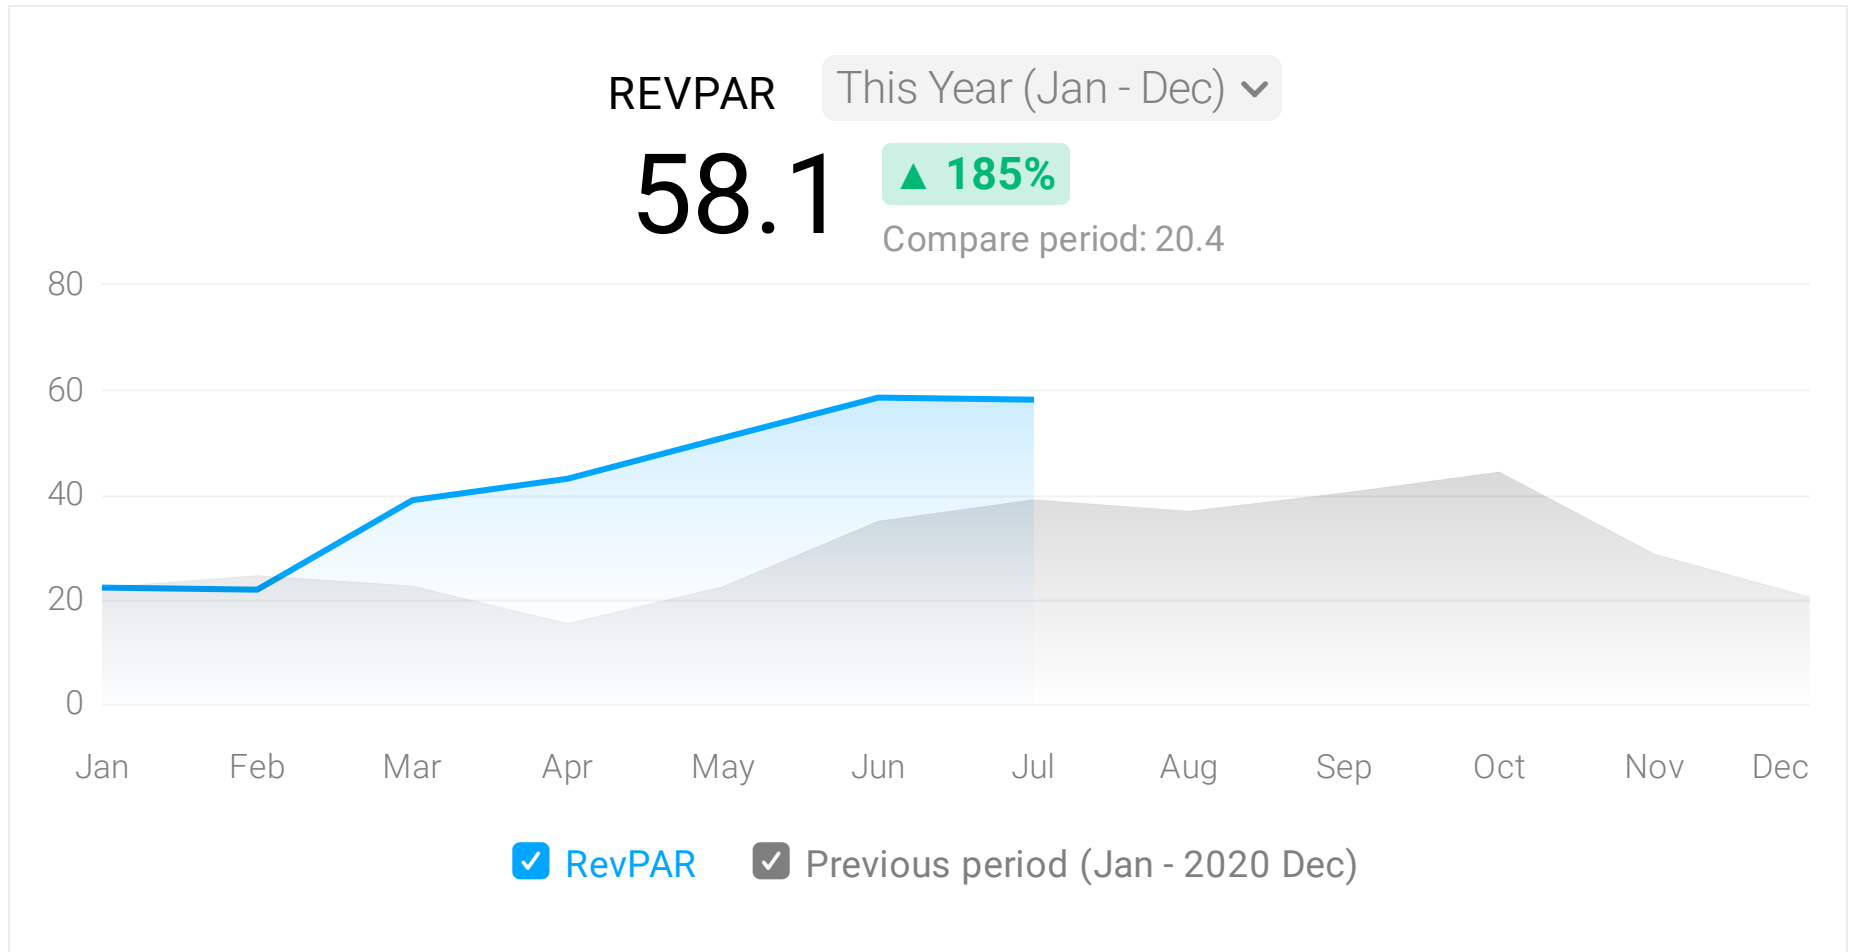 REVPAR
This Year (Jan - Dec)
58.1
▲ 185%
Compare period: 20.4
80
60
40
20
0
Jan Feb Mar Apr May Jun Jul Aug Sep Oct Nov Dec
RevPAR
Previous period (Jan - 2020 Dec)